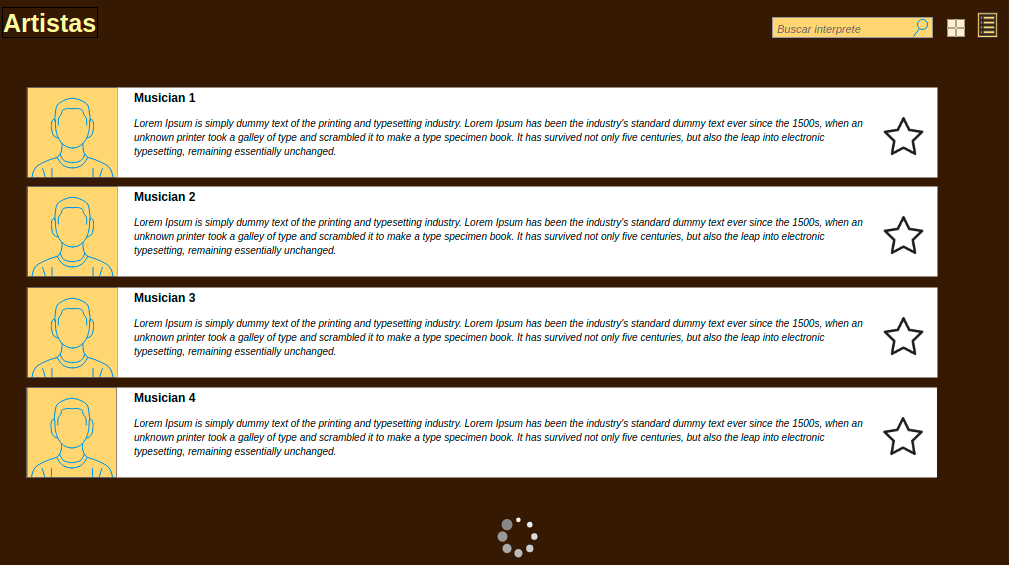 Artistas
Buscar interprete
Musician 1
Lorem Ipsum is simply dummy text of the printing and typesetting industry. Lorem Ipsum has been the industry's standard dummy text ever since the 1500s, when an
unknown printer took a galley of type and scrambled it to make a type specimen book. It has survived not only five centuries, but also the leap into electronic
typesetting, remaining essentially unchanged.
Musician 2
Lorem Ipsum is simply dummy text of the printing and typesetting industry. Lorem Ipsum has been the industry's standard dummy text ever since the 1500s, when an
unknown printer took a galley of type and scrambled it to make a type specimen book. It has survived not only five centuries, but also the leap into electronic
typesetting, remaining essentially unchanged.
Musician 3
Lorem Ipsum is simply dummy text of the printing and typesetting industry. Lorem Ipsum has been the industry's standard dummy text ever since the 1500s, when an
unknown printer took a galley of type and scrambled it to make a type specimen book. It has survived not only five centuries, but also the leap into electronic
typesetting, remaining essentially unchanged.
Musician 4
Lorem Ipsum is simply dummy text of the printing and typesetting industry. Lorem Ipsum has been the industry's standard dummy text ever since the 1500s, when an
unknown printer took a galley of type and scrambled it to make a type specimen book. It has survived not only five centuries, but also the leap into electronic
typesetting, remaining essentially unchanged.